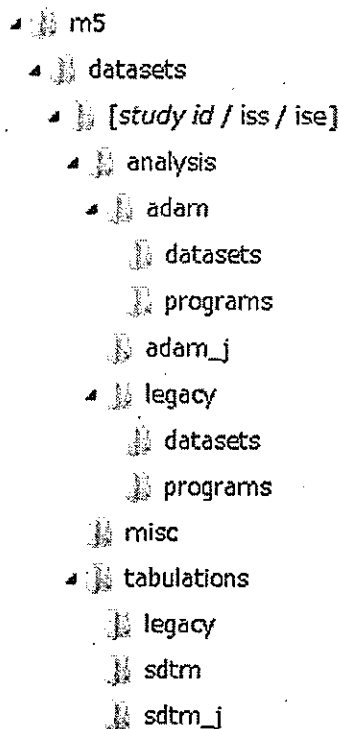 m5
datasets
[study id / iss / ise]
analysis
adam
datasets
programs
adam_j
legacy
datasets
programs
misc
tabulations
legacy
sdtm
sdtm_j